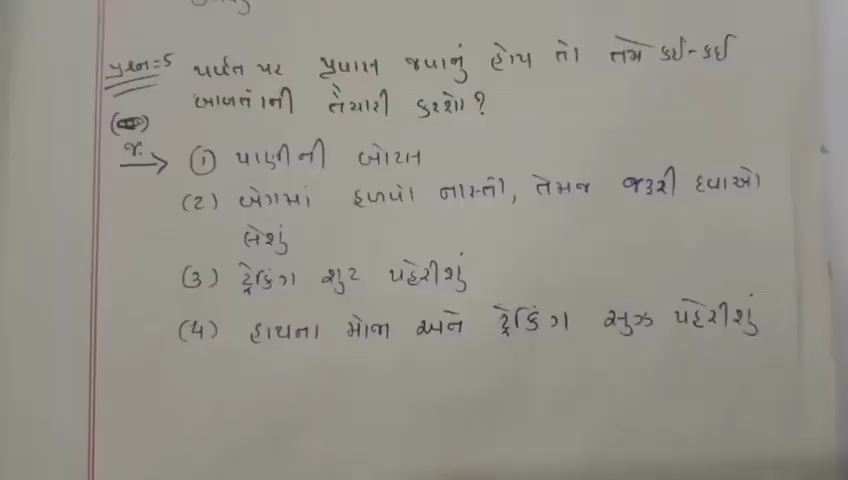 પ્રશ્ન=5 પર્વત પર પ્રવાસ જવાનું હોય તો તમે કઈ-કઈ
બાબતોની તૈયારી કરશો?
જ. → (1) પાણીની બોટલ
(2) બેગમાં હળવો નાસ્તો, તેમજ જરૂરી દવાઓ
લેશું
(3) ટ્રેકિંગ શુટ પહેરીશું
(4) હાથના મોજા અને ટ્રેકિંગ સુઝ પહેરીશું